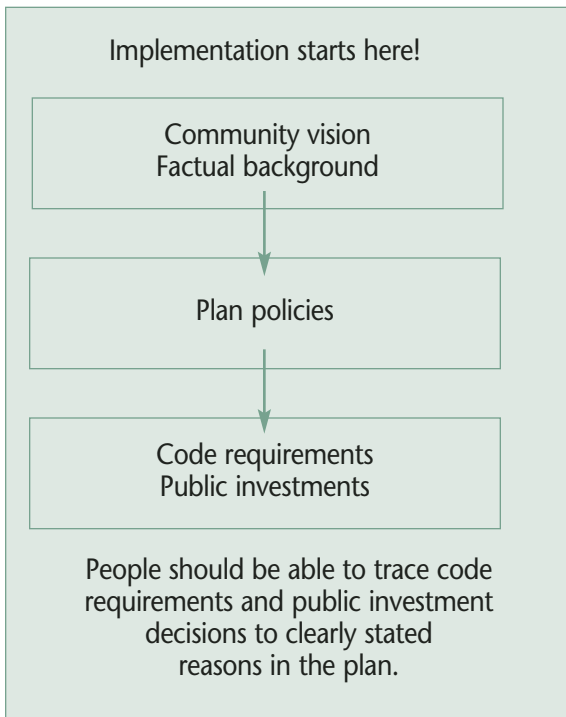 Implementation starts here!
Community vision
Factual background
Plan policies
Code requirements
Public investments
People should be able to trace code
requirements and public investment
decisions to clearly stated
reasons in the plan.